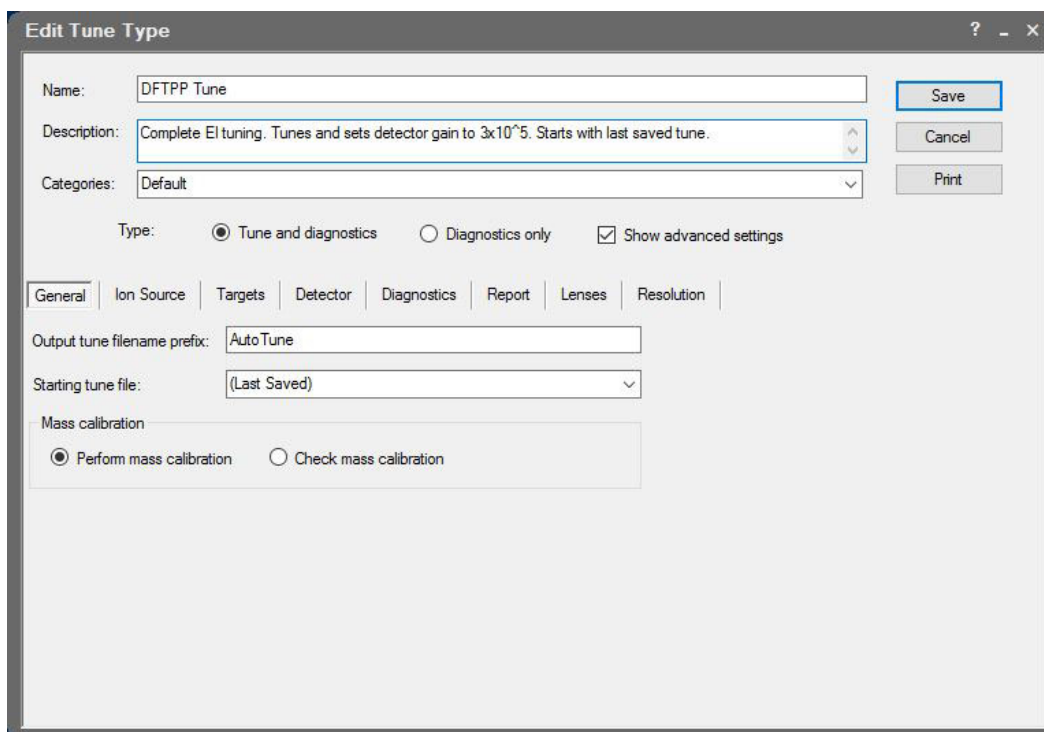 Edit Tune Type ? - ×
Name: DFTPP Tune Save
Description: Complete EI tuning. Tunes and sets detector gain to 3x10^5. Starts with last saved tune. Cancel
Categories: Default Print
Type: Tune and diagnostics Diagnostics only Show advanced settings
General Ion Source Targets Detector Diagnostics Report Lenses Resolution
Output tune filename prefix: AutoTune
Starting tune file: (Last Saved)
Mass calibration
Perform mass calibration Check mass calibration